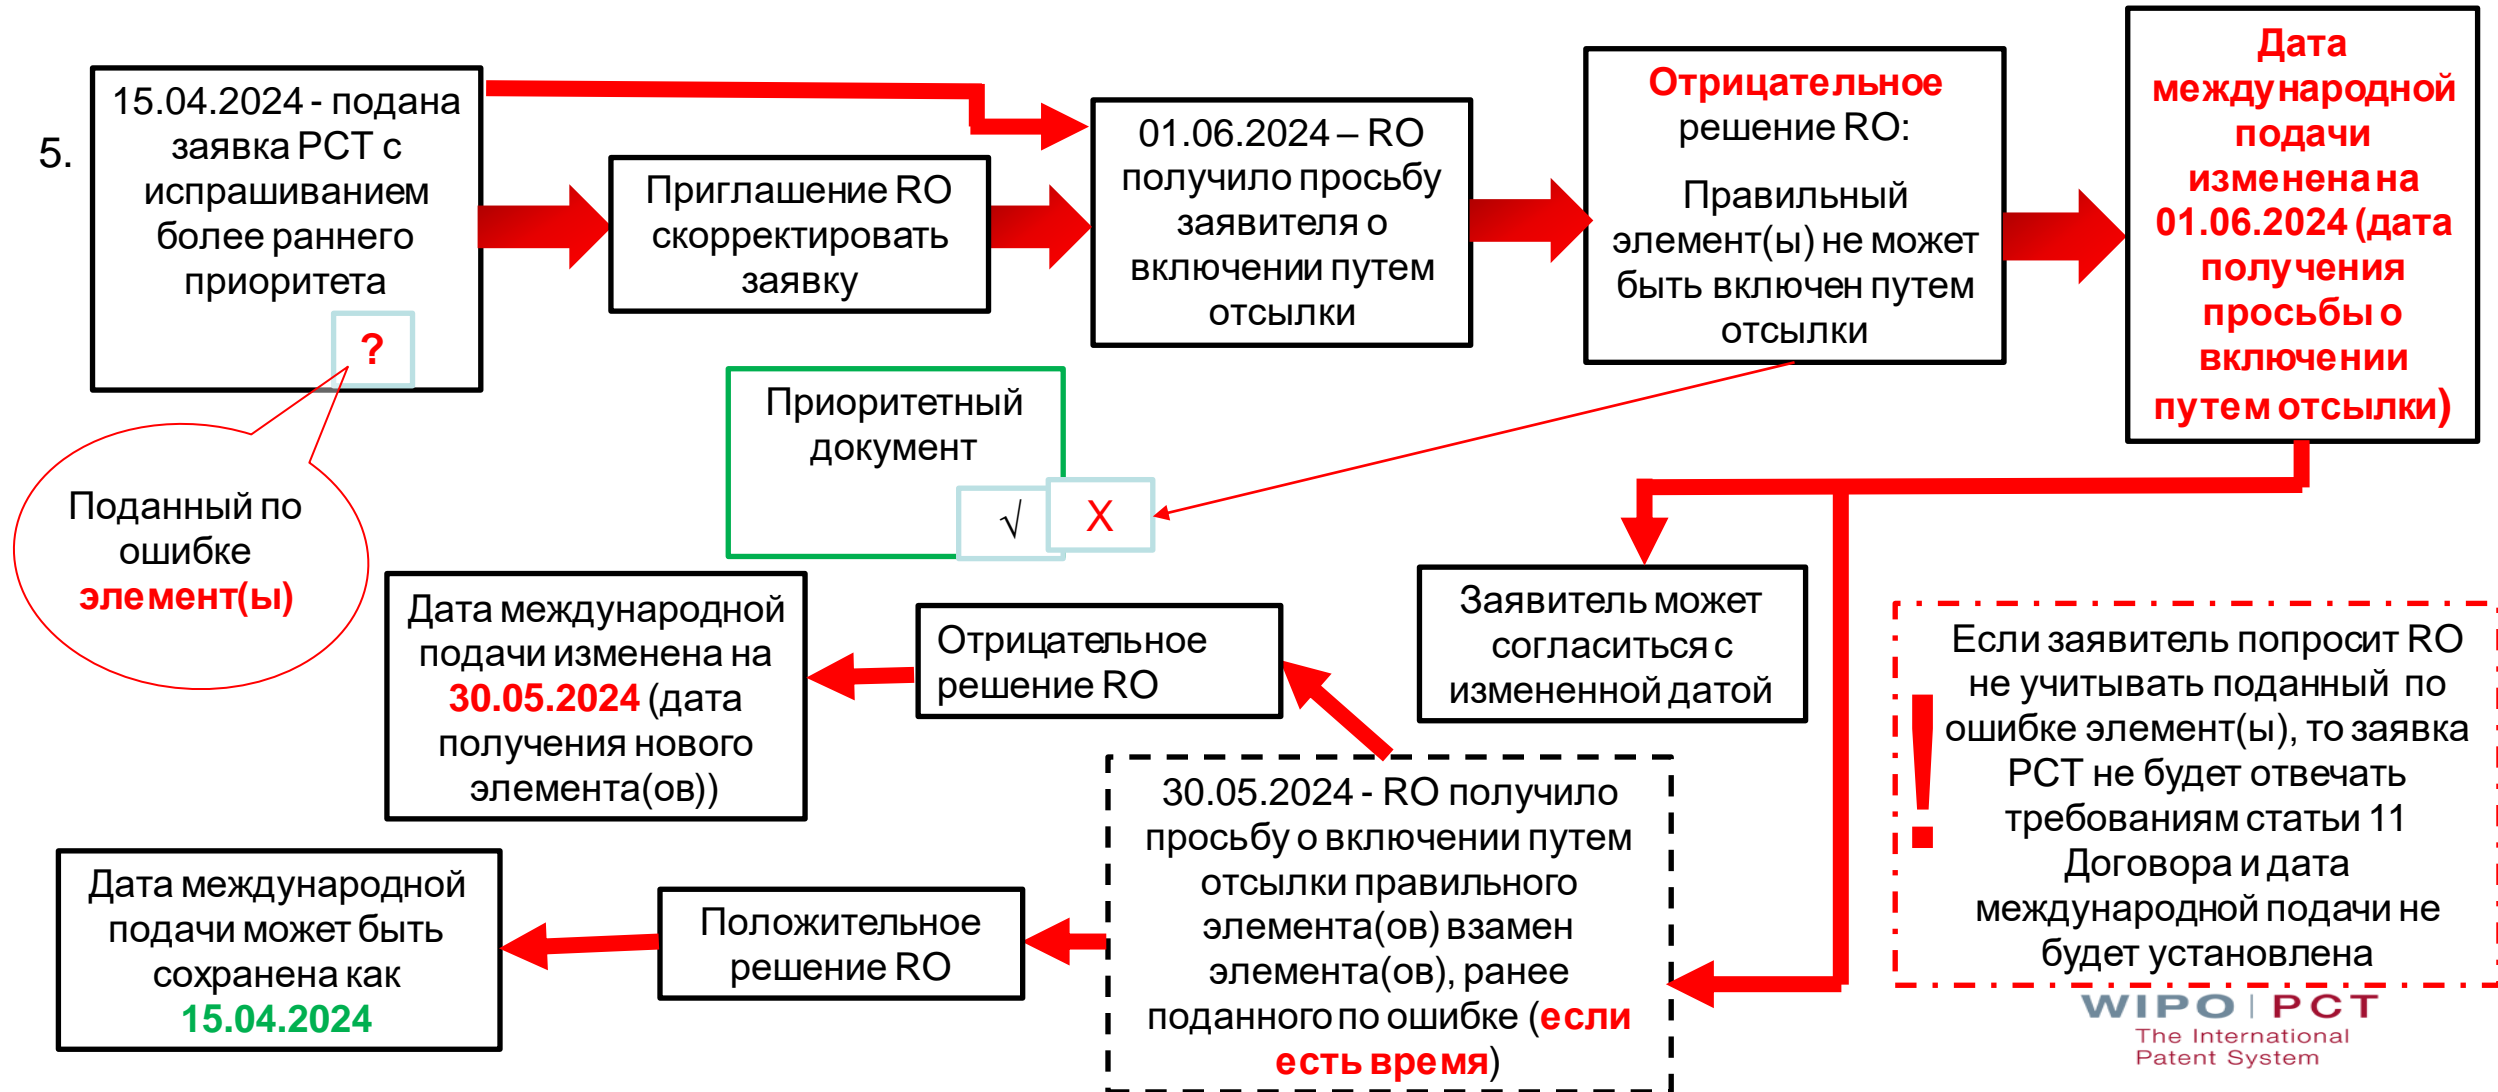 5.
15.04.2024 - подана
заявка РСТ с
испрашиванием
более раннего
приоритета
?
Поданный по
ошибке
элемент(ы)
Приглашение RO
скорректировать
заявку
01.06.2024 – RO
получило просьбу
заявителя о
включении путем
отсылки
Отрицательное
решение RO:
Правильный
элемент(ы) не может
быть включен путем
отсылки
Дата
международной
подачи
изменена на
01.06.2024 (дата
получения
просьбы о
включении
путем отсылки)
Приоритетный
документ
√
X
Заявитель может
согласиться с
измененной датой
Отрицательное
решение RO
Дата международной
подачи изменена на
30.05.2024 (дата
получения нового
элемента(ов))
30.05.2024 - RO получило
просьбу о включении путем
отсылки правильного
элемента(ов) взамен
элемента(ов), ранее
поданного по ошибке (если
есть время)
Положительное
решение RO
Дата международной
подачи может быть
сохранена как
15.04.2024
!
Если заявитель попросит RO
не учитывать поданный по
ошибке элемент(ы), то заявка
РСТ не будет отвечать
требованиям статьи 11
Договора и дата
международной подачи не
будет установлена
WIPO | PCT
The International
Patent System